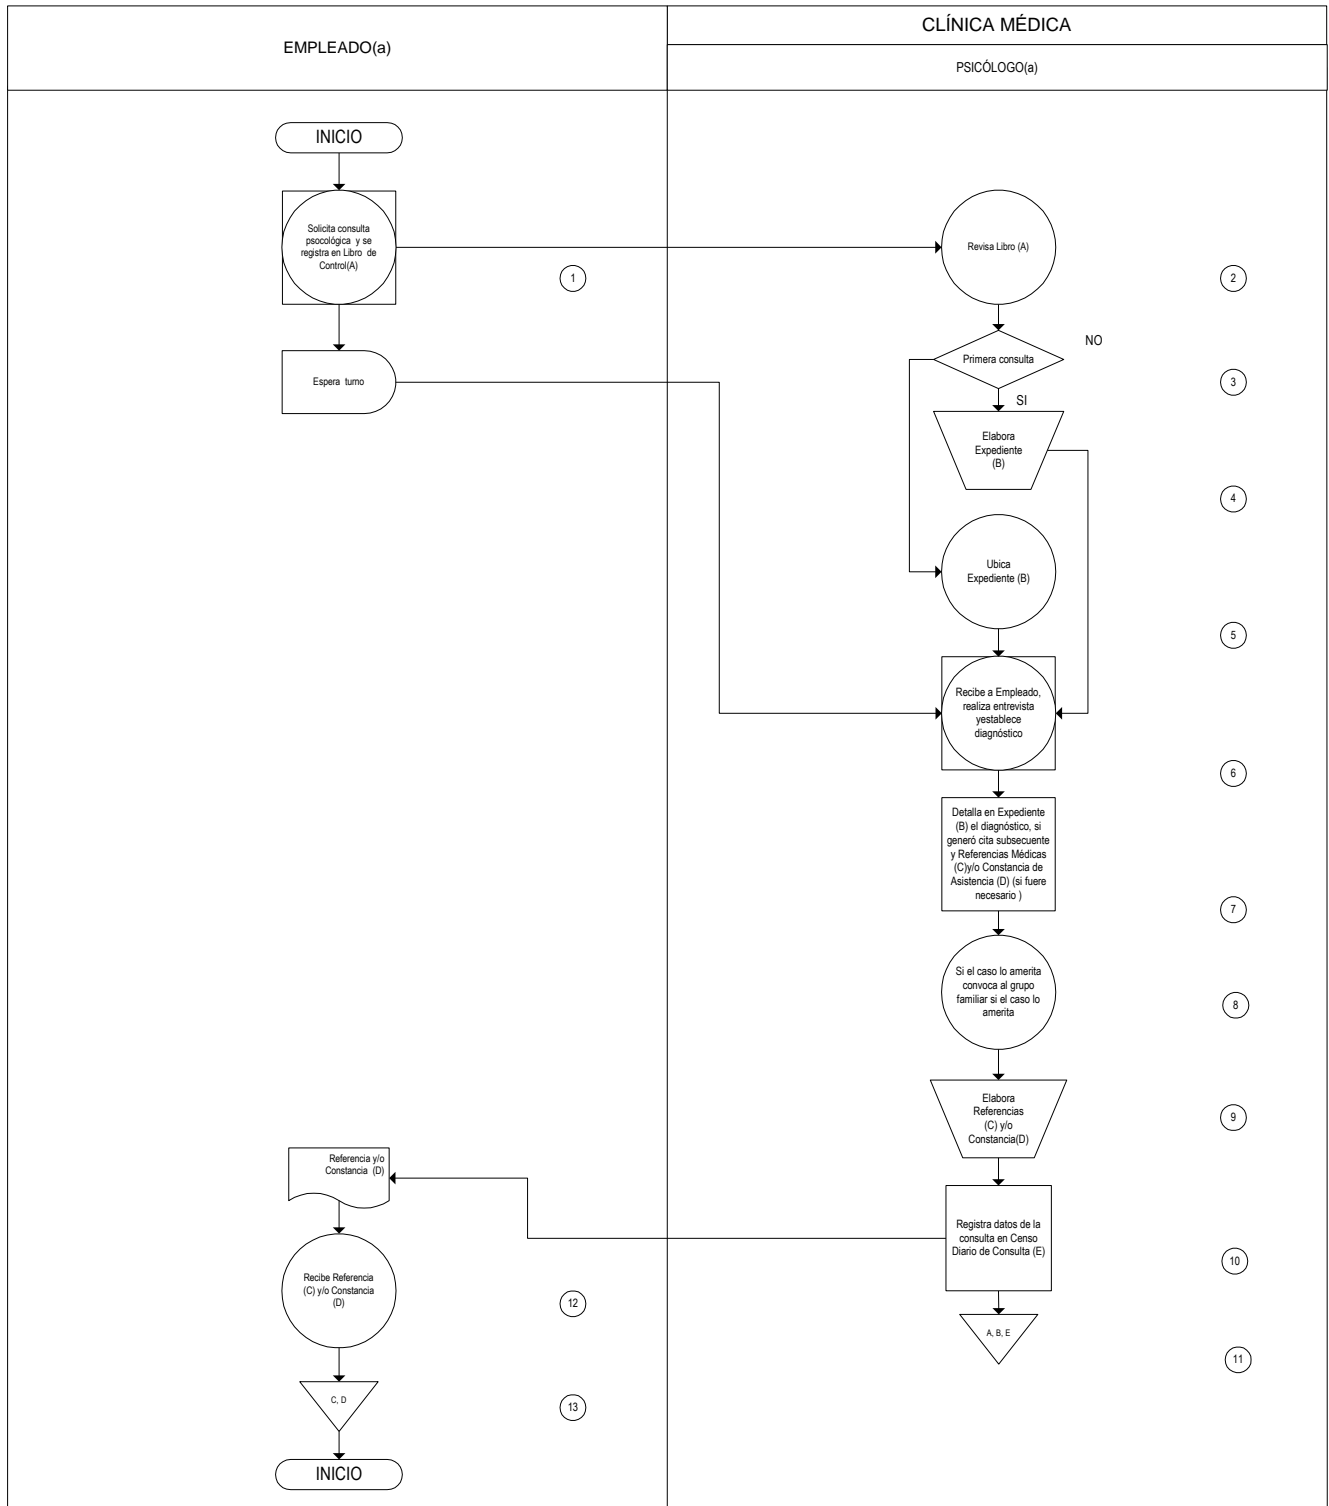 EMPLEADO(a)
CLÍNICA MÉDICA
PSICÓLOGO(a)
INICIO
Solicita consulta
psocológica y se
registra en Libro de
Control(A)
1
Revisa Libro (A)
2
Espera turno
Primera consulta
NO
3
SI
Elabora
Expediente
(B)
4
Ubica
Expediente (B)
5
Recibe a Empleado,
realiza entrevista
yestablece
diagnóstico
6
Detalla en Expediente
(B) el diagnóstico, si
generó cita subsecuente
y Referencias Médicas
(C)y/o Constancia de
Asistencia (D) (si fuere
necesario )
7
Si el caso lo amerita
convoca al grupo
familiar si el caso lo
amerita
8
Elabora
Referencias
(C) y/o
Constancia(D)
9
Referencia y/o
Constancia (D)
Registra datos de la
consulta en Censo
Diario de Consulta (E)
10
Recibe Referencia
(C) y/o Constancia
(D)
12
A, B, E
11
C, D
13
INICIO